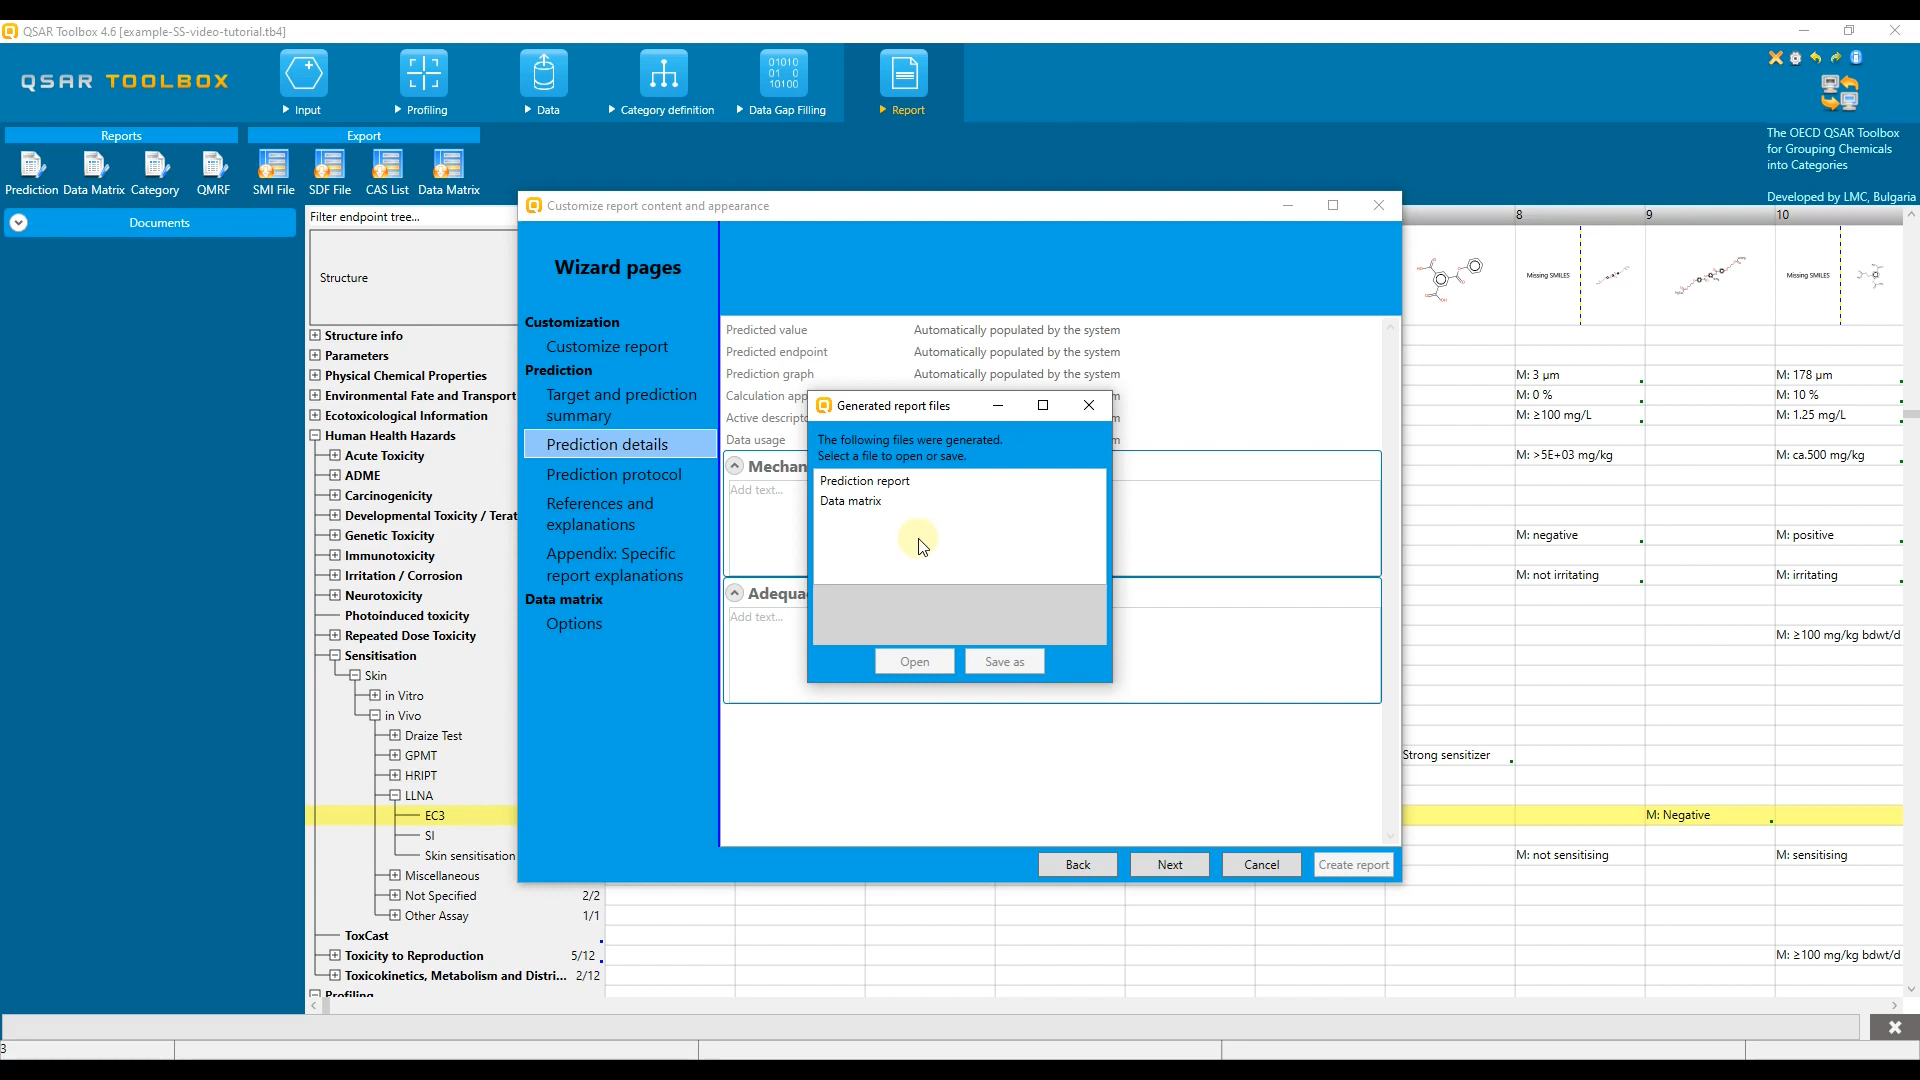 QSAR Toolbox 4.6 [example-SS-video-tutorial.tb4]
QSAR TOOLBOX
Input
Profiling
Data
Category definition
01010
01 0
10100
Data Gap Filling
Report
The OECD QSAR Toolbox
for Grouping Chemicals
into Categories
Developed by LMC, Bulgaria
Reports
Export
Prediction
Data Matrix
Category
QMRF
SMI File
SDF File
CAS List
Data Matrix
Documents
Filter endpoint tree...
Structure
8
9
10
Missing SMILES
Missing SMILES
Structure info
Parameters
Physical Chemical Properties
Environmental Fate and Transport
Ecotoxicological Information
Human Health Hazards
Acute Toxicity
ADME
Carcinogenicity
Developmental Toxicity / Terat
Genetic Toxicity
Immunotoxicity
Irritation / Corrosion
Neurotoxicity
Photoinduced toxicity
Repeated Dose Toxicity
Sensitisation
Skin
in Vitro
in Vivo
Draize Test
GPMT
HRIPT
LLNA
EC3
SI
Skin sensitisation
Miscellaneous
Not Specified 2/2
Other Assay 1/1
ToxCast
Toxicity to Reproduction 5/12
Toxicokinetics, Metabolism and Distri... 2/12
Profiling
Customize report content and appearance
Wizard pages
Customization
Customize report
Prediction
Target and prediction
summary
Prediction details
Prediction protocol
References and
explanations
Appendix: Specific
report explanations
Data matrix
Options
Predicted value Automatically populated by the system
Predicted endpoint Automatically populated by the system
Prediction graph Automatically populated by the system
Calculation app
Active descripto
Data usage
Mechan
Add text...
Adequa
Add text...
Generated report files
The following files were generated.
Select a file to open or save.
Prediction report
Data matrix
Open
Save as
Back
Next
Cancel
Create report
M: 3 µm M: 178 µm
M: 0 % M: 10 %
M: ≥100 mg/L M: 1.25 mg/L
M: >5E+03 mg/kg M: ca.500 mg/kg
M: negative M: positive
M: not irritating M: irritating
M: ≥100 mg/kg bdwt/d
Strong sensitizer
M: Negative
M: not sensitising M: sensitising
M: ≥100 mg/kg bdwt/d
3